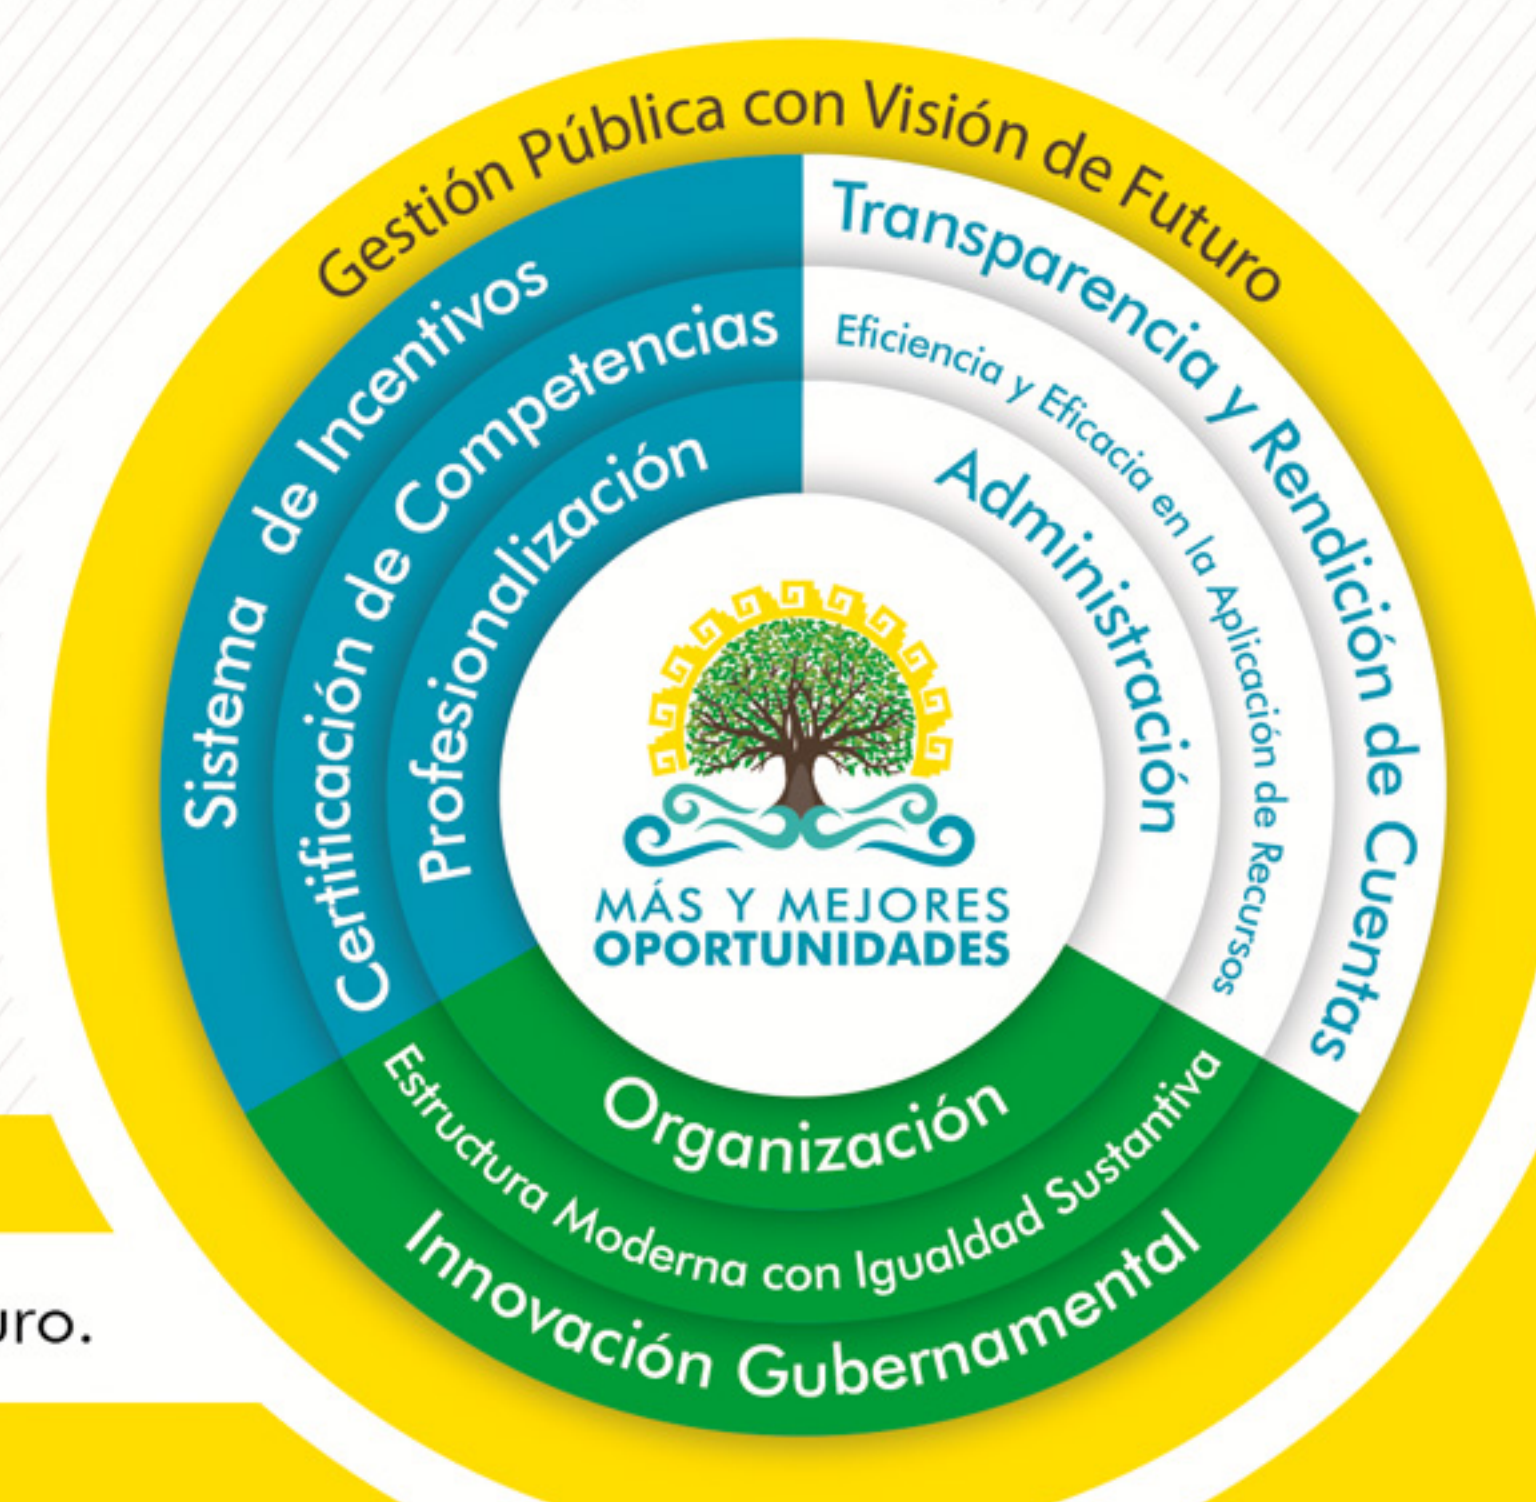 Gestión Pública con Visión de Futuro
Sistema de Incentivos
Certificación de Competencias
Profesionalización
Transparencia y Rendición de Cuentas
Eficiencia y Eficacia en la Aplicación de Recursos
Administración
MÁS Y MEJORES
OPORTUNIDADES
Organización
Estructura Moderna con Igualdad Sustantiva
Innovación Gubernamental
uro.